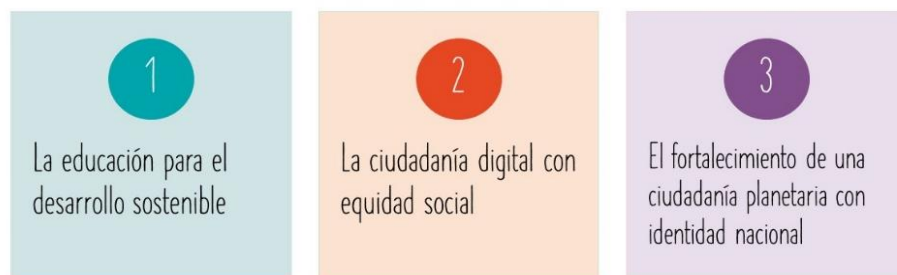 1
La educación para el
desarrollo sostenible
2
La ciudadanía digital con
equidad social
3
El fortalecimiento de una
ciudadanía planetaria con
identidad nacional